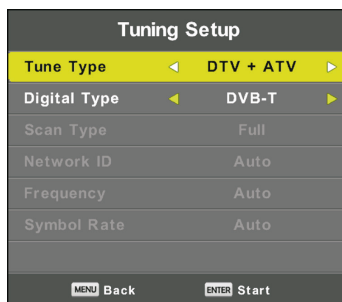 Tuning Setup
Tune Type DTV + ATV
Digital Type DVB-T
Scan Type Full
Network ID Auto
Frequency Auto
Symbol Rate Auto
MENU Back ENTER Start